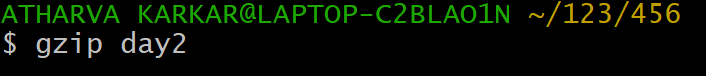 ATHARVA KARKAR@LAPTOP-C2BLAO1N ~/123/456
$ gzip day2